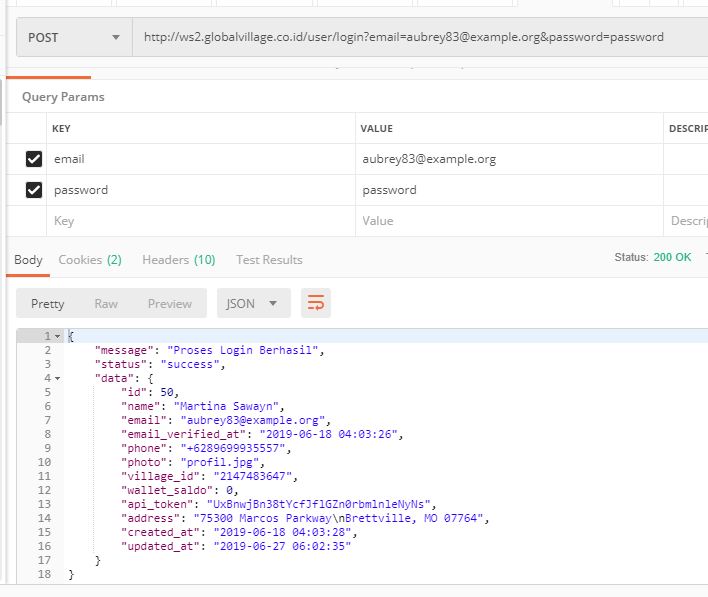 POST http://ws2.globalvillage.co.id/user/login?email=aubrey83@example.org&password=password
Query Params
KEY VALUE DESCRIP
email aubrey83@example.org
password password
Key Value Descri
Body Cookies (2) Headers (10) Test Results Status: 200 OK
Pretty Raw Preview JSON
1 {
2 "message": "Proses Login Berhasil",
3 "status": "success",
4 "data": {
5 "id": 50,
6 "name": "Martina Sawayn",
7 "email": "aubrey83@example.org",
8 "email_verified_at": "2019-06-18 04:03:26",
9 "phone": "+6289699935557",
10 "photo": "profil.jpg",
11 "village_id": "2147483647",
12 "wallet_saldo": 0,
13 "api_token": "UxBnwjBn38tYcfJflGZn0rbmlnleNyNs",
14 "address": "75300 Marcos Parkway\nBrettville, MO 07764",
15 "created_at": "2019-06-18 04:03:28",
16 "updated_at": "2019-06-27 06:02:35"
17 }
18 }